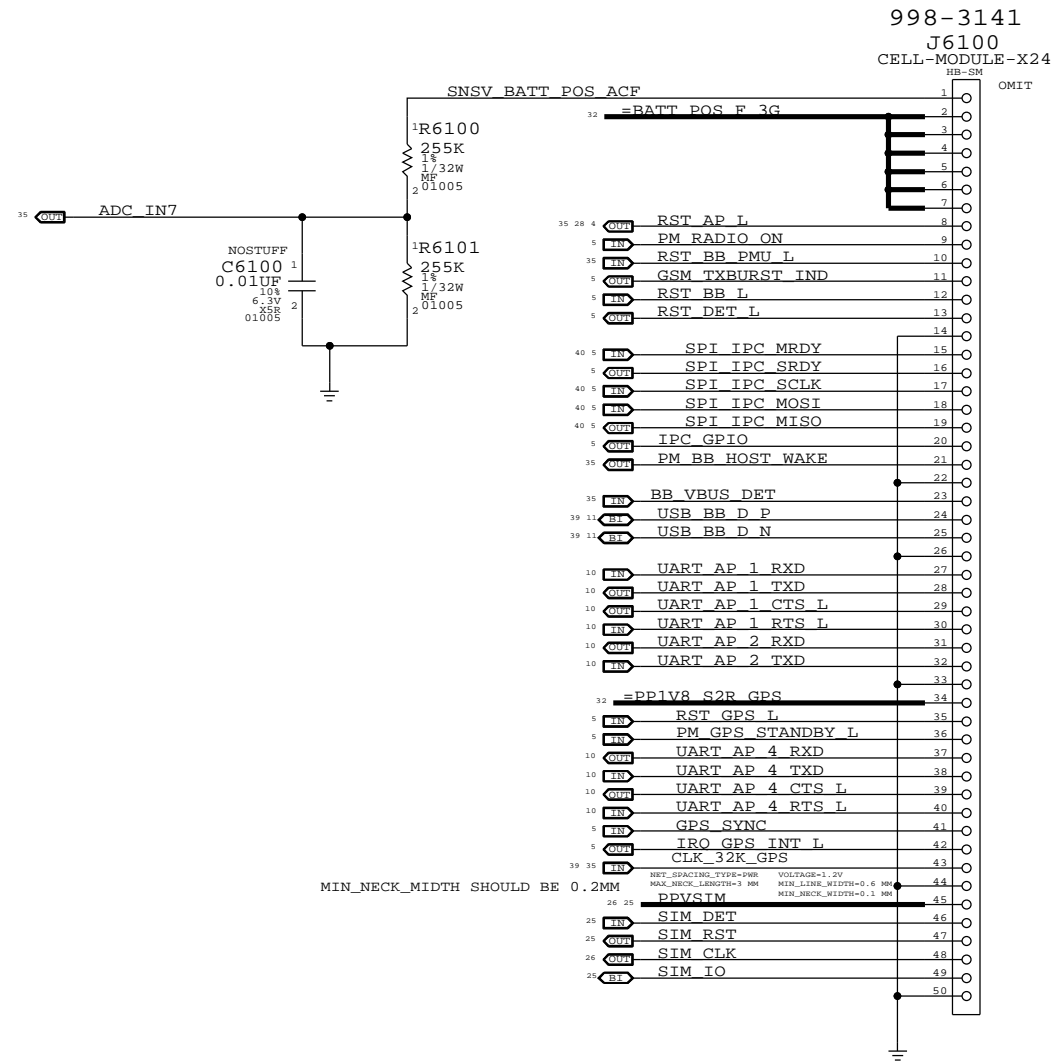 998-3141
J6100
CELL-MODULE-X24
HB-SM
OMIT
SNSV_BATT_POS_ACF 1
32 =BATT_POS_F_3G 2
3
4
5
6
7
1 R6100
255K
1%
1/32W
MF
2 01005
35 OUT ADC_IN7
NOSTUFF
C6100 1
0.01UF
10%
6.3V
X5R
01005
2
1 R6101
255K
1%
1/32W
MF
2 01005
35 28 4 OUT RST_AP_L 8
5 IN PM_RADIO_ON 9
35 IN RST_BB_PMU_L 10
5 OUT GSM_TXBURST_IND 11
5 IN RST_BB_L 12
5 OUT RST_DET_L 13
14
40 5 IN SPI_IPC_MRDY 15
5 OUT SPI_IPC_SRDY 16
40 5 IN SPI_IPC_SCLK 17
40 5 IN SPI_IPC_MOSI 18
40 5 OUT SPI_IPC_MISO 19
5 OUT IPC_GPIO 20
35 OUT PM_BB_HOST_WAKE 21
22
35 IN BB_VBUS_DET 23
39 11 BI USB_BB_D_P 24
39 11 BI USB_BB_D_N 25
26
10 IN UART_AP_1_RXD 27
10 OUT UART_AP_1_TXD 28
10 OUT UART_AP_1_CTS_L 29
10 IN UART_AP_1_RTS_L 30
10 OUT UART_AP_2_RXD 31
10 IN UART_AP_2_TXD 32
33
32 =PP1V8_S2R_GPS 34
5 IN RST_GPS_L 35
5 IN PM_GPS_STANDBY_L 36
10 OUT UART_AP_4_RXD 37
10 IN UART_AP_4_TXD 38
10 OUT UART_AP_4_CTS_L 39
10 IN UART_AP_4_RTS_L 40
5 IN GPS_SYNC 41
5 OUT IRQ_GPS_INT_L 42
39 35 IN CLK_32K_GPS 43
NET_SPACING_TYPE=PWR VOLTAGE=1.2V
MAX_NECK_LENGTH=3 MM MIN_LINE_WIDTH=0.6 MM 44
MIN_NECK_WIDTH=0.1 MM
MIN_NECK_MIDTH SHOULD BE 0.2MM
26 25 PPVSIM 45
25 IN SIM_DET 46
25 OUT SIM_RST 47
26 OUT SIM_CLK 48
25 BI SIM_IO 49
50